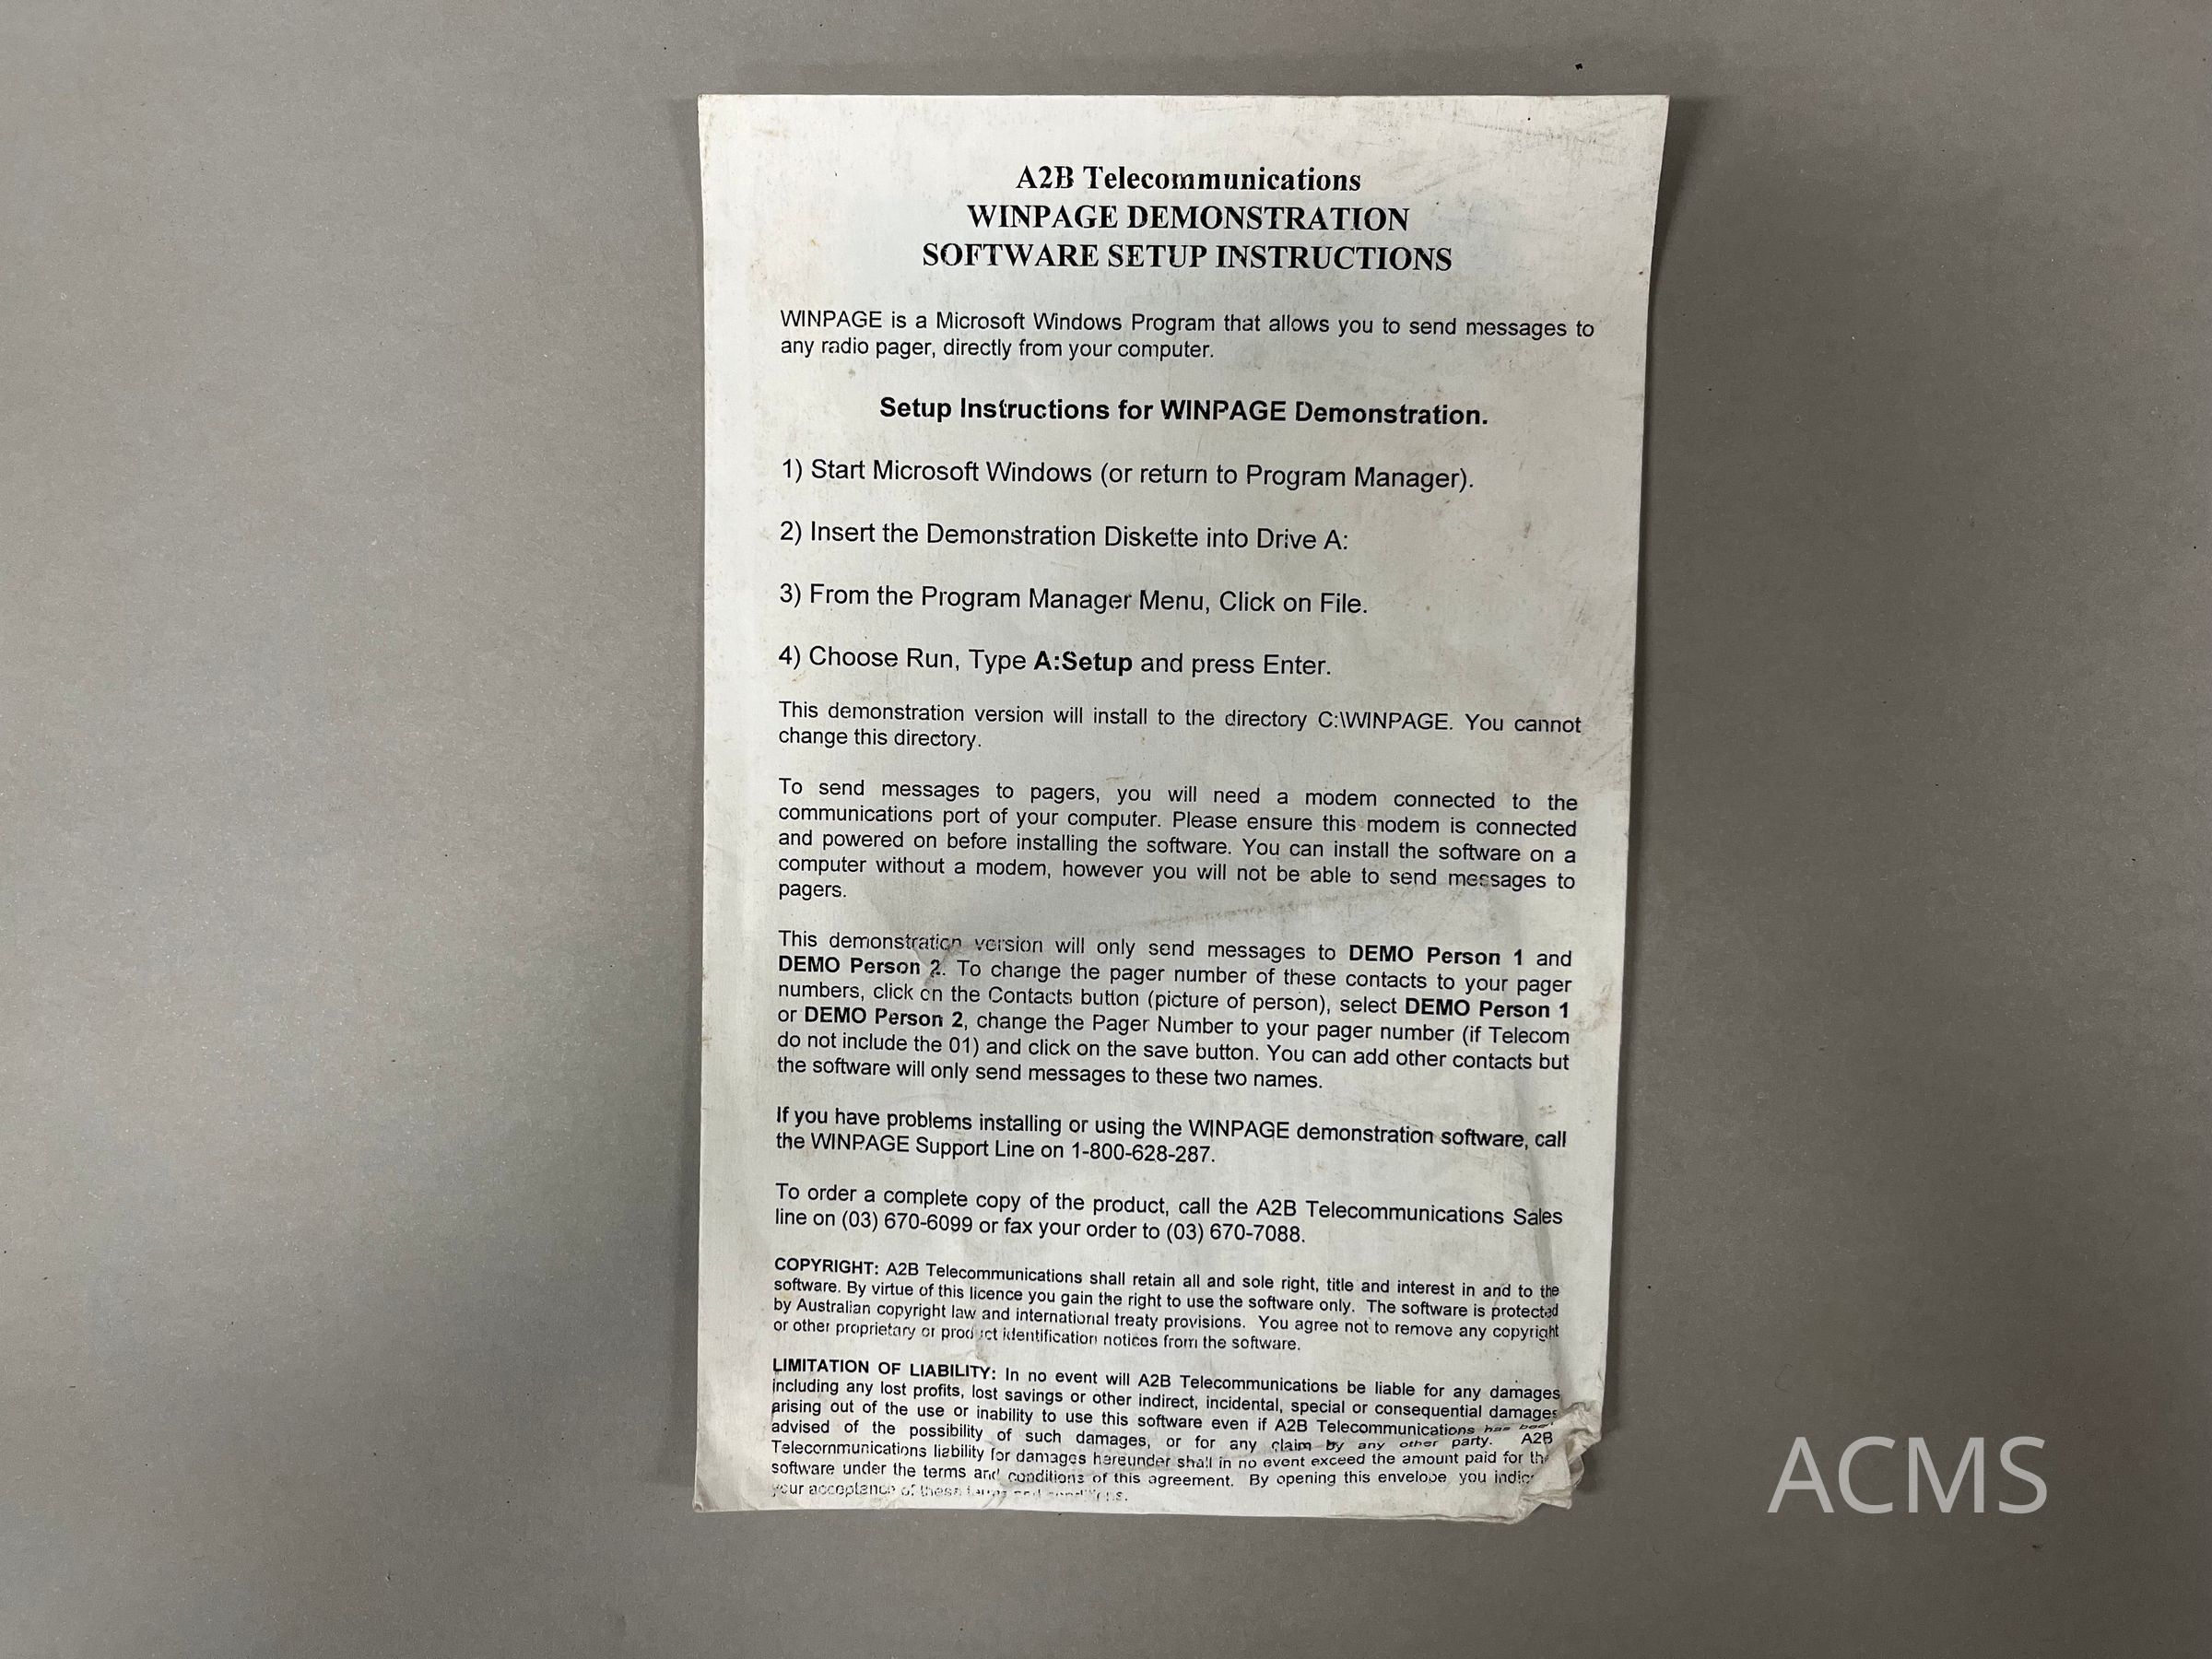 A2B Telecommunications
WINPAGE DEMONSTRATION
SOFTWARE SETUP INSTRUCTIONS
WINPAGE is a Microsoft Windows Program that allows you to send messages to
any radio pager, directly from your computer.
Setup Instructions for WINPAGE Demonstration.
1) Start Microsoft Windows (or return to Program Manager).
2) Insert the Demonstration Diskette into Drive A:
3) From the Program Manager Menu, Click on File.
4) Choose Run, Type A:Setup and press Enter.
This demonstration version will install to the directory C:\WINPAGE. You cannot
change this directory.
To send messages to pagers, you will need a modem connected to the
communications port of your computer. Please ensure this modem is connected
and powered on before installing the software. You can install the software on a
computer without a modem, however you will not be able to send messages to
pagers.
This demonstration version will only send messages to DEMO Person 1 and
DEMO Person 2. To change the pager number of these contacts to your pager
numbers, click on the Contacts button (picture of person), select DEMO Person 1
or DEMO Person 2, change the Pager Number to your pager number (if Telecom
do not include the 01) and click on the save button. You can add other contacts but
the software will only send messages to these two names.
If you have problems installing or using the WINPAGE demonstration software, call
the WINPAGE Support Line on 1-800-628-287.
To order a complete copy of the product, call the A2B Telecommunications Sales
line on (03) 670-6099 or fax your order to (03) 670-7088.
COPYRIGHT: A2B Telecommunications shall retain all and sole right, title and interest in and to the
software. By virtue of this licence you gain the right to use the software only. The software is protected
by Australian copyright law and international treaty provisions. You agree not to remove any copyright
or other proprietary or product identification notices from the software.
LIMITATION OF LIABILITY: In no event will A2B Telecommunications be liable for any damages
including any lost profits, lost savings or other indirect, incidental, special or consequential damages
arising out of the use or inability to use this software even if A2B Telecommunications has been
advised of the possibility of such damages, or for any claim by any other party. A2B
Telecommunications liability for damages hereunder shall in no event exceed the amount paid for the
software under the terms and conditions of this agreement. By opening this envelope you
your acceptance of these terms and conditions.
ACMS